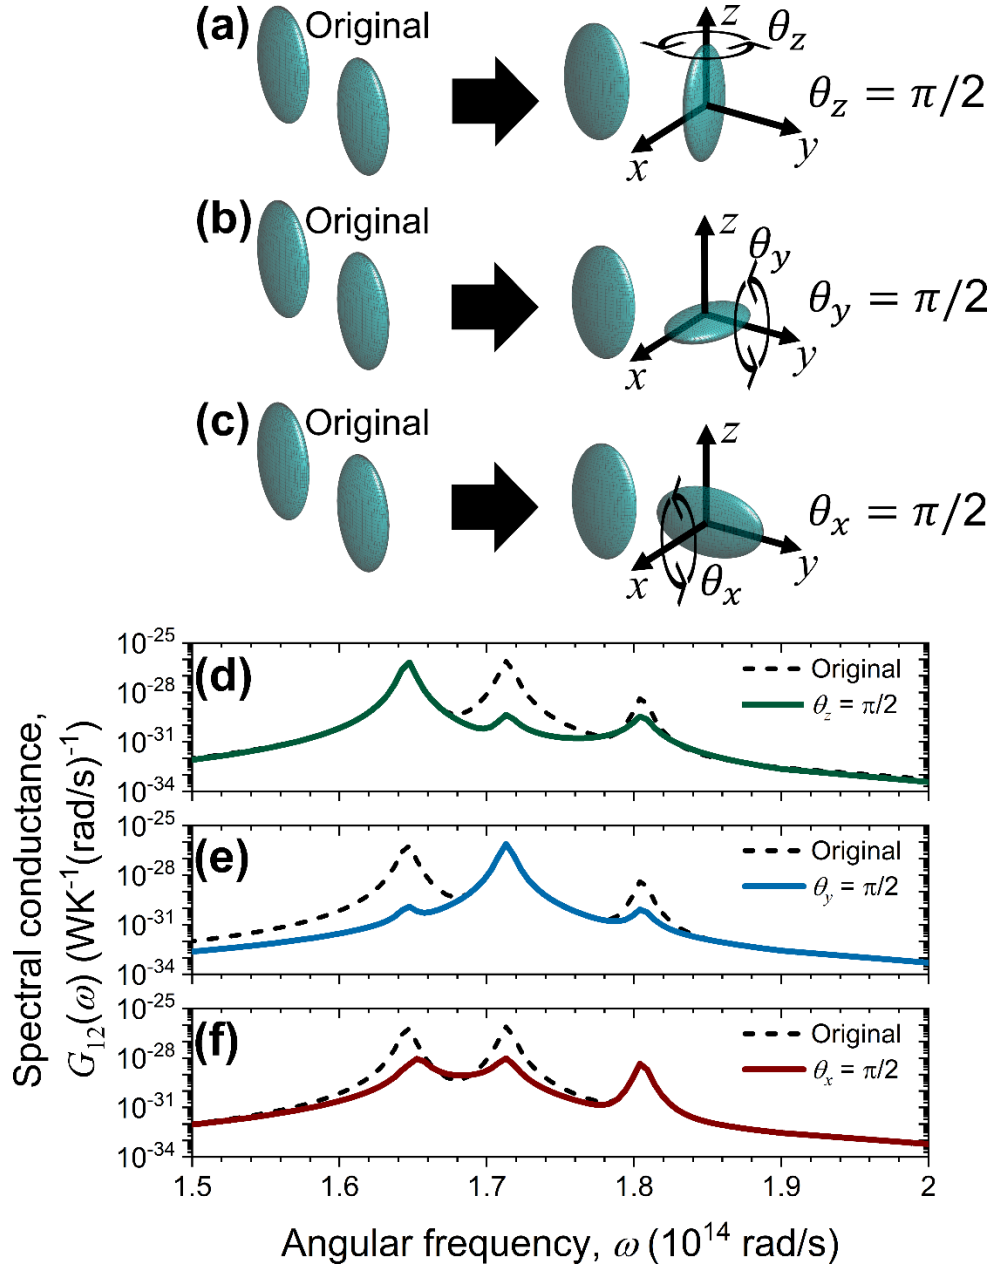 (a) Original
z θz
θz = π/2
x y
(b) Original
z θy
θy = π/2
x y
(c) Original
z
θx = π/2
x θx y
Spectral conductance,
G12(ω) (WK-1(rad/s)-1)
10-25
10-28
10-31
10-34
(d)
Original
θz = π/2
10-25
10-28
10-31
10-34
(e)
Original
θy = π/2
10-25
10-28
10-31
10-34
(f)
Original
θx = π/2
1.5 1.6 1.7 1.8 1.9 2
Angular frequency, ω (1014 rad/s)